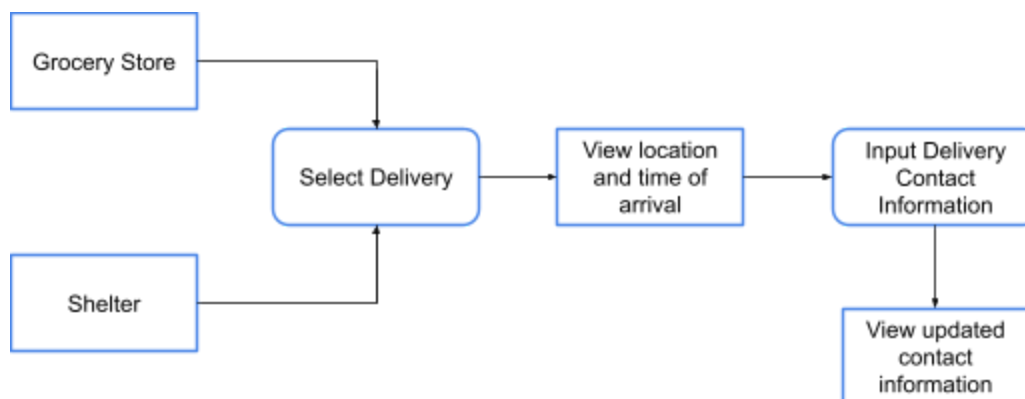 Grocery Store
Select Delivery
View location
and time of
arrival
Input Delivery
Contact
Information
Shelter
View updated
contact
information